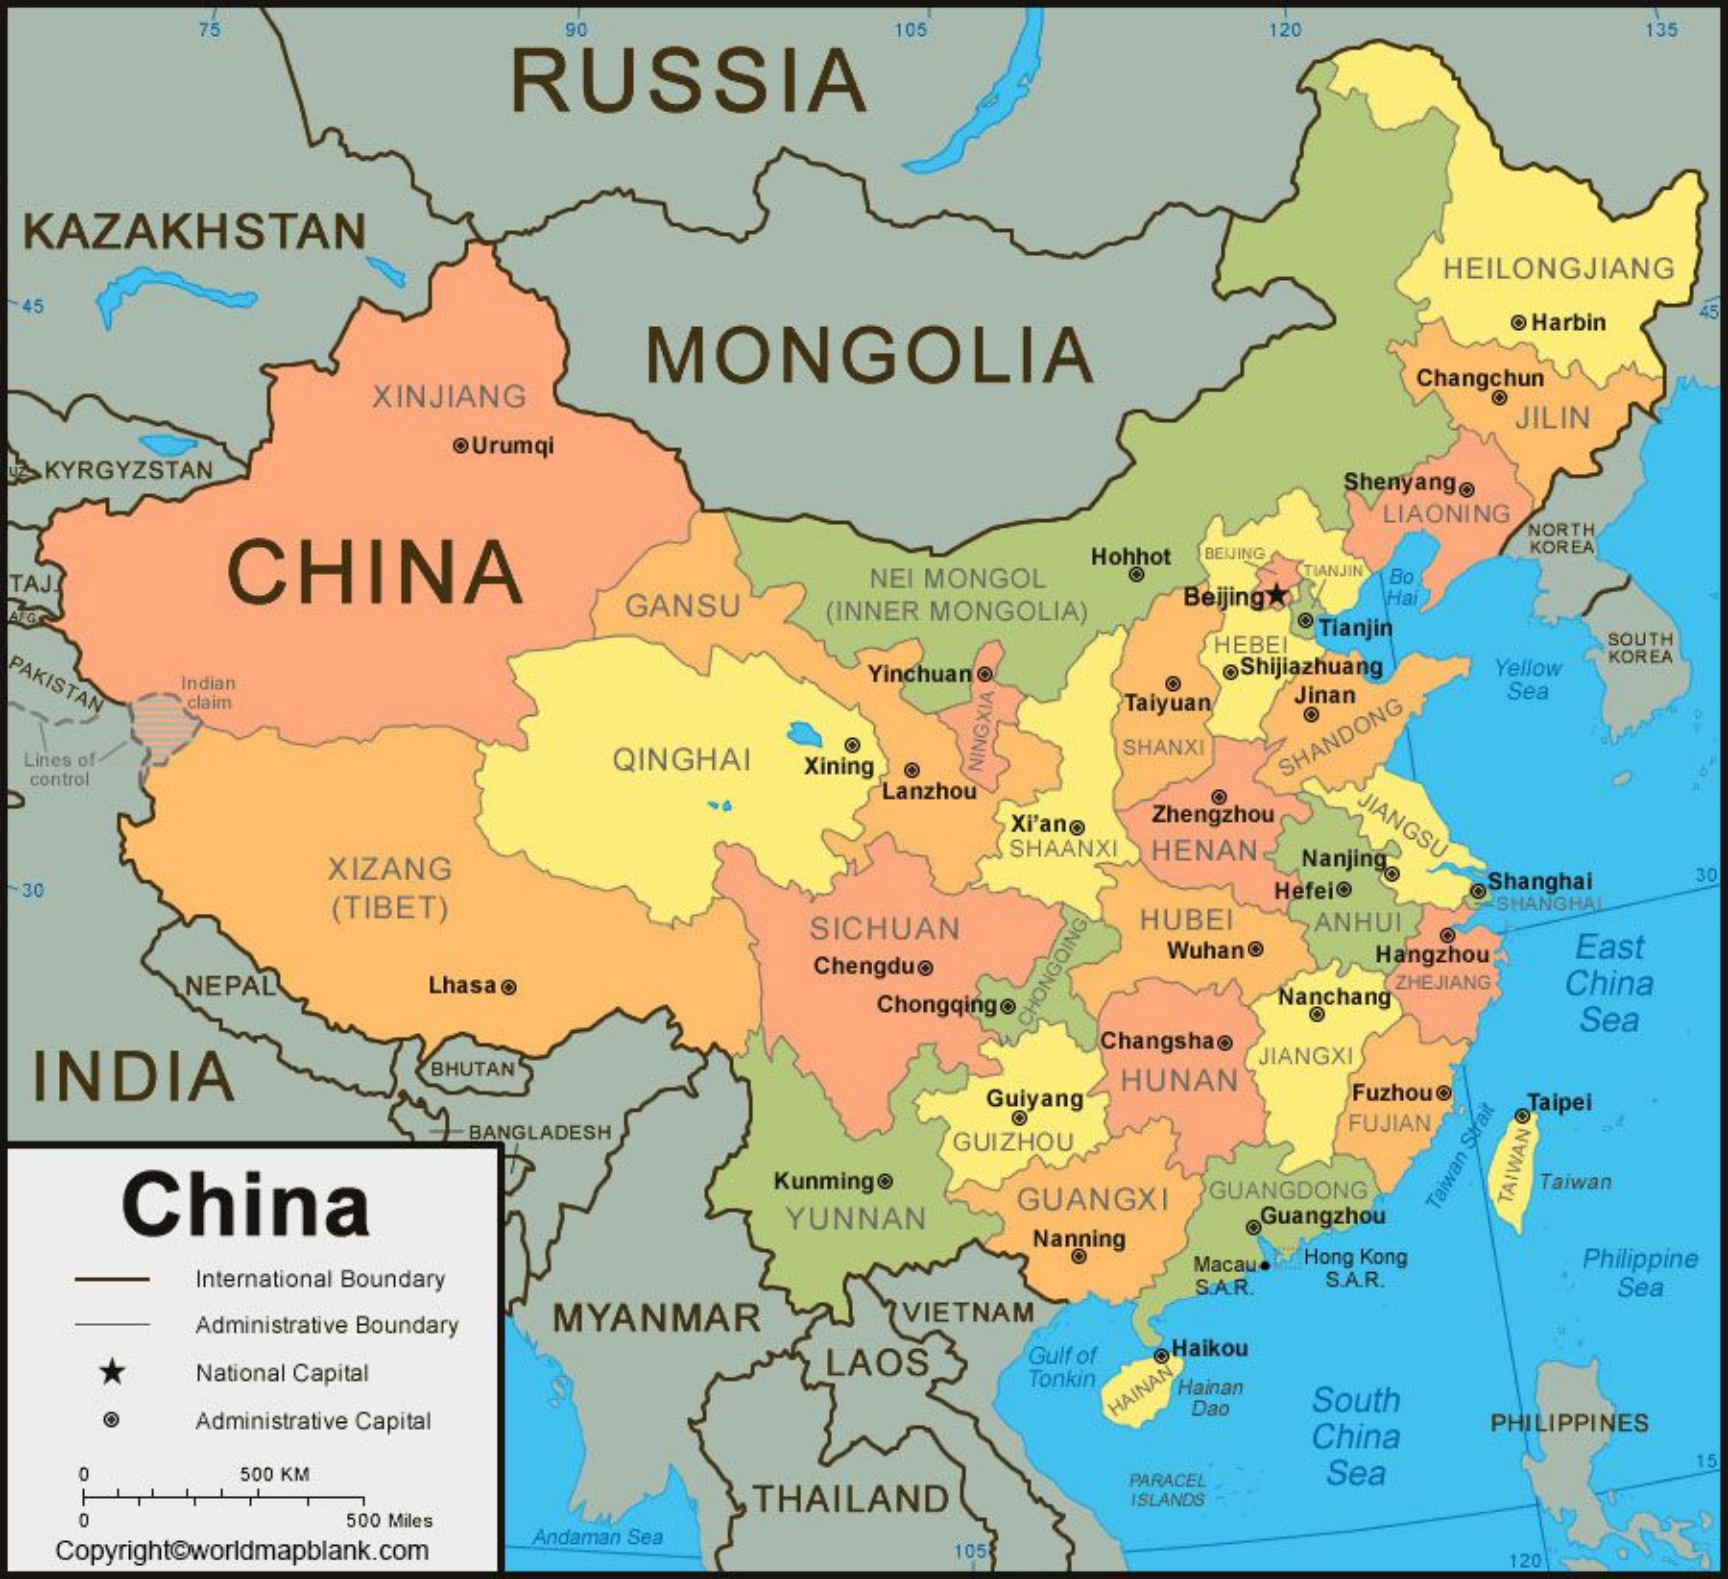 75
90
105
120
135
RUSSIA
KAZAKHSTAN
45
45
MONGOLIA
HEILONGJIANG
Harbin
XINJIANG
Urumqi
Changchun
JILIN
KYRGYZSTAN
Shenyang
LIAONING
CHINA
NORTH
KOREA
Hohhot
BEIJING
TIANJIN
Bo
Hai
NEI MONGOL
(INNER MONGOLIA)
TAJ.
AFG.
GANSU
Beijing
Tianjin
HEBEI
SOUTH
KOREA
PAKISTAN
Indian
claim
Yinchuan
Shijiazhuang
Yellow
Sea
Taiyuan
Jinan
NINGXIA
SHANXI
SHANDONG
Lines of
control
QINGHAI
Xining
Lanzhou
Zhengzhou
JIANGSU
Xi'an
SHAANXI
HENAN
Nanjing
XIZANG
(TIBET)
30
30
Hefei
Shanghai
SHANGHAI
SICHUAN
HUBEI
ANHUI
Wuhan
Hangzhou
East
China
Sea
Chengdu
CHONGQING
ZHEJIANG
NEPAL
Lhasa
Chongqing
Nanchang
Changsha
JIANGXI
INDIA
BHUTAN
HUNAN
Guiyang
Fuzhou
FUJIAN
Taipei
BANGLADESH
GUIZHOU
Taiwan Strait
TAIWAN
Taiwan
Kunming
YUNNAN
GUANGXI
GUANGDONG
Guangzhou
Nanning
Macau
S.A.R.
Hong Kong
S.A.R.
Philippine
Sea
MYANMAR
VIETNAM
LAOS
Gulf of
Tonkin
Haikou
HAINAN
Hainan
Dao
South
China
Sea
PHILIPPINES
PARACEL
ISLANDS
15
THAILAND
Andaman Sea
105
120
China
International Boundary
Administrative Boundary
National Capital
Administrative Capital
0
500 KM
0
500 Miles
Copyright©worldmapblank.com